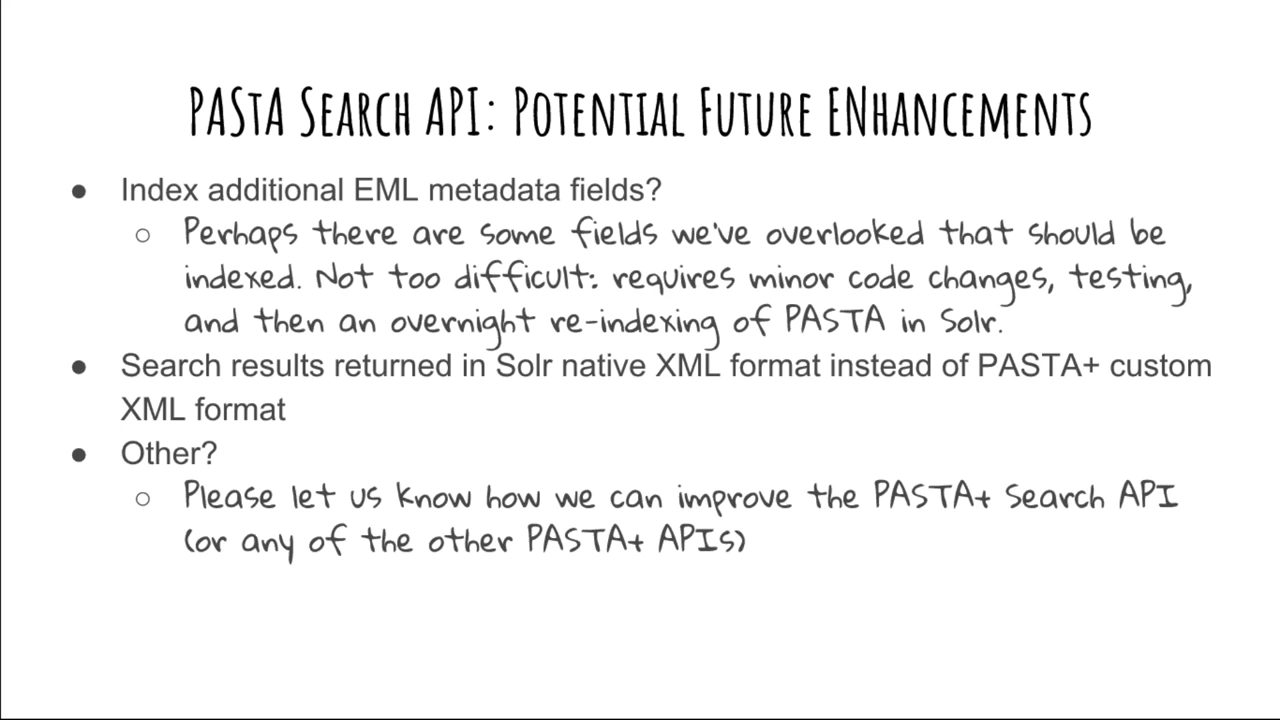 PASTA Search API: Potential Future ENhancements
● Index additional EML metadata fields?
○ Perhaps there are some fields we've overlooked that should be
indexed. Not too difficult: requires minor code changes, testing,
and then an overnight re-indexing of PASTA in Solr.
● Search results returned in Solr native XML format instead of PASTA+ custom
XML format
● Other?
○ Please let us know how we can improve the PASTA+ Search API
(or any of the other PASTA+ APIs)